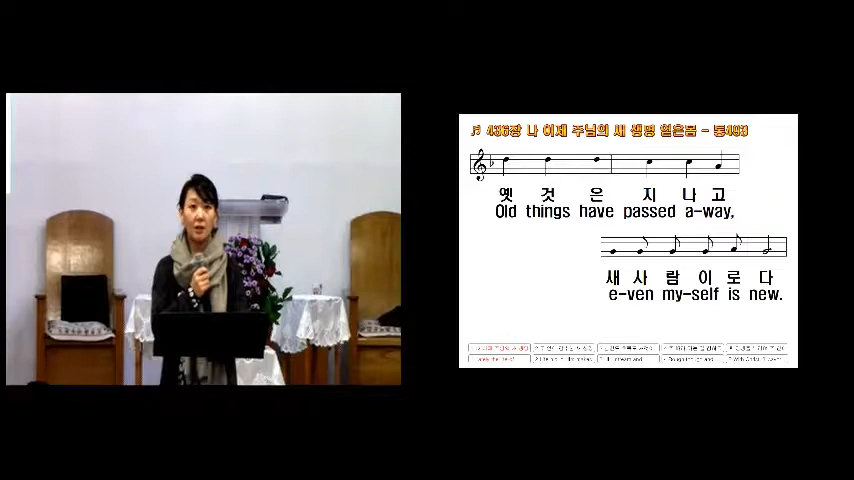 ♬ 436장 나 이제 주님의 새 생명 얻은몸 - 통493
옛 것 은 지 나 고
Old things have passed a-way,
새 사 람 이 로 다
e-ven my-self is new.